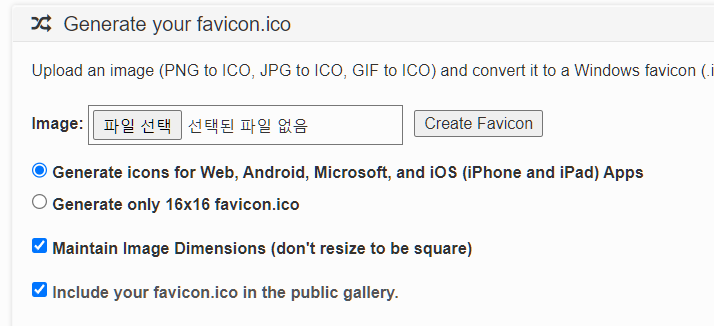 Generate your favicon.ico
Upload an image (PNG to ICO, JPG to ICO, GIF to ICO) and convert it to a Windows favicon (.i
Image: 파일 선택 선택된 파일 없음 Create Favicon
Generate icons for Web, Android, Microsoft, and iOS (iPhone and iPad) Apps
Generate only 16x16 favicon.ico
Maintain Image Dimensions (don't resize to be square)
Include your favicon.ico in the public gallery.